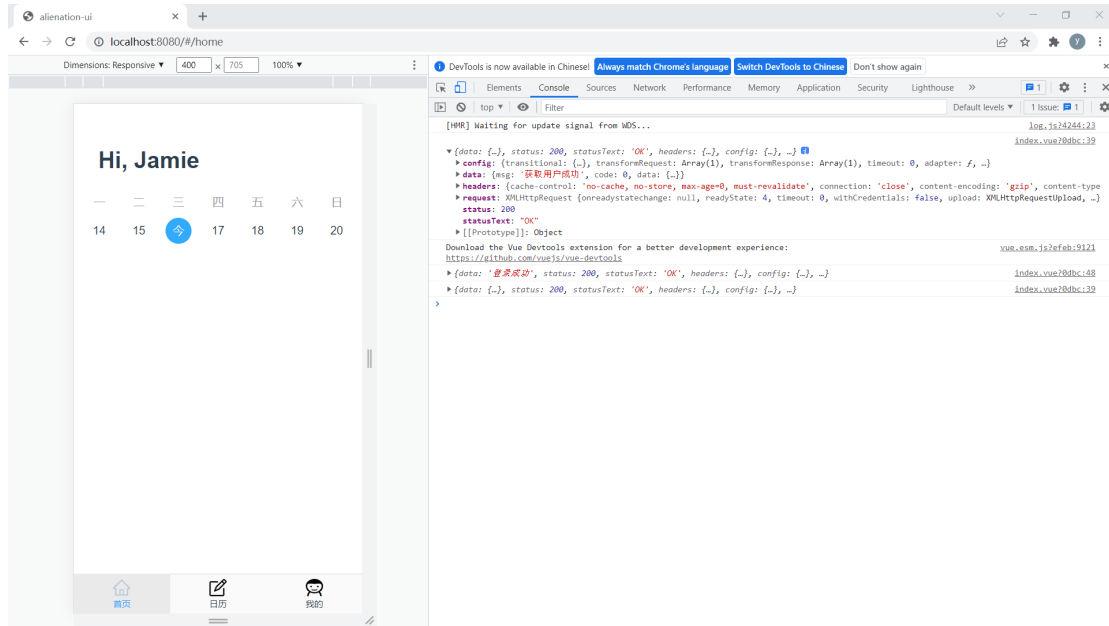 alienation-ui
localhost:8080/#/home
Dimensions: Responsive ▼ 400 × 705 100% ▼
DevTools is now available in Chinese! Always match Chrome's language Switch DevTools to Chinese Don't show again
Elements Console Sources Network Performance Memory Application Security Lighthouse » 1
top ▼ Filter Default levels ▼ 1 Issue: 1
[HMR] Waiting for update signal from WDS... log.js?4244:23
index.vue?0dbc:39
▼{data: {…}, status: 200, statusText: 'OK', headers: {…}, config: {…}, …}
▶config: {transitional: {…}, transformRequest: Array(1), transformResponse: Array(1), timeout: 0, adapter: ƒ, …}
▶data: {msg: '获取用户成功', code: 0, data: {…}}
▶headers: {cache-control: 'no-cache, no-store, max-age=0, must-revalidate', connection: 'close', content-encoding: 'gzip', content-type
▶request: XMLHttpRequest {onreadystatechange: null, readyState: 4, timeout: 0, withCredentials: false, upload: XMLHttpRequestUpload, …}
status: 200
statusText: "OK"
▶[[Prototype]]: Object
Download the Vue Devtools extension for a better development experience: vue.esm.js?efeb:9121
https://github.com/vuejs/vue-devtools
▶{data: '登录成功', status: 200, statusText: 'OK', headers: {…}, config: {…}, …} index.vue?0dbc:48
▶{data: {…}, status: 200, statusText: 'OK', headers: {…}, config: {…}, …} index.vue?0dbc:39
Hi, Jamie
一 二 三 四 五 六 日
14 15 今 17 18 19 20
首页 日历 我的